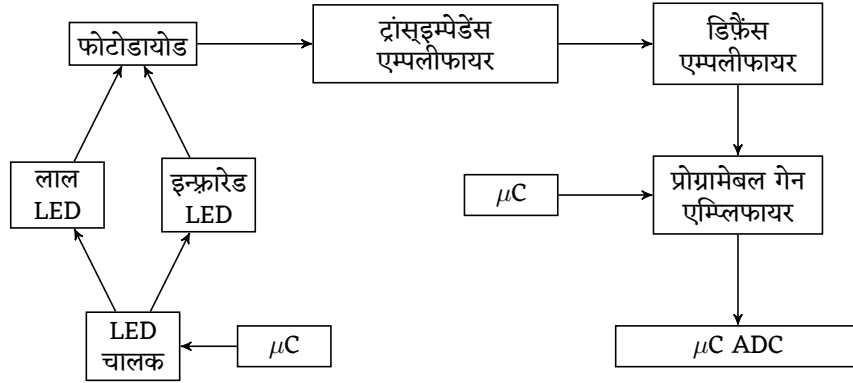 फोटोडायोड
ट्रांस्इम्पेडेंस
एम्पलीफायर
डिफ़ैंस
एम्पलीफायर
लाल
LED
इन्फ़्रारेड
LED
μC
प्रोग्रामेबल गेन
एम्प्लिफायर
LED
चालक
μC
μC ADC